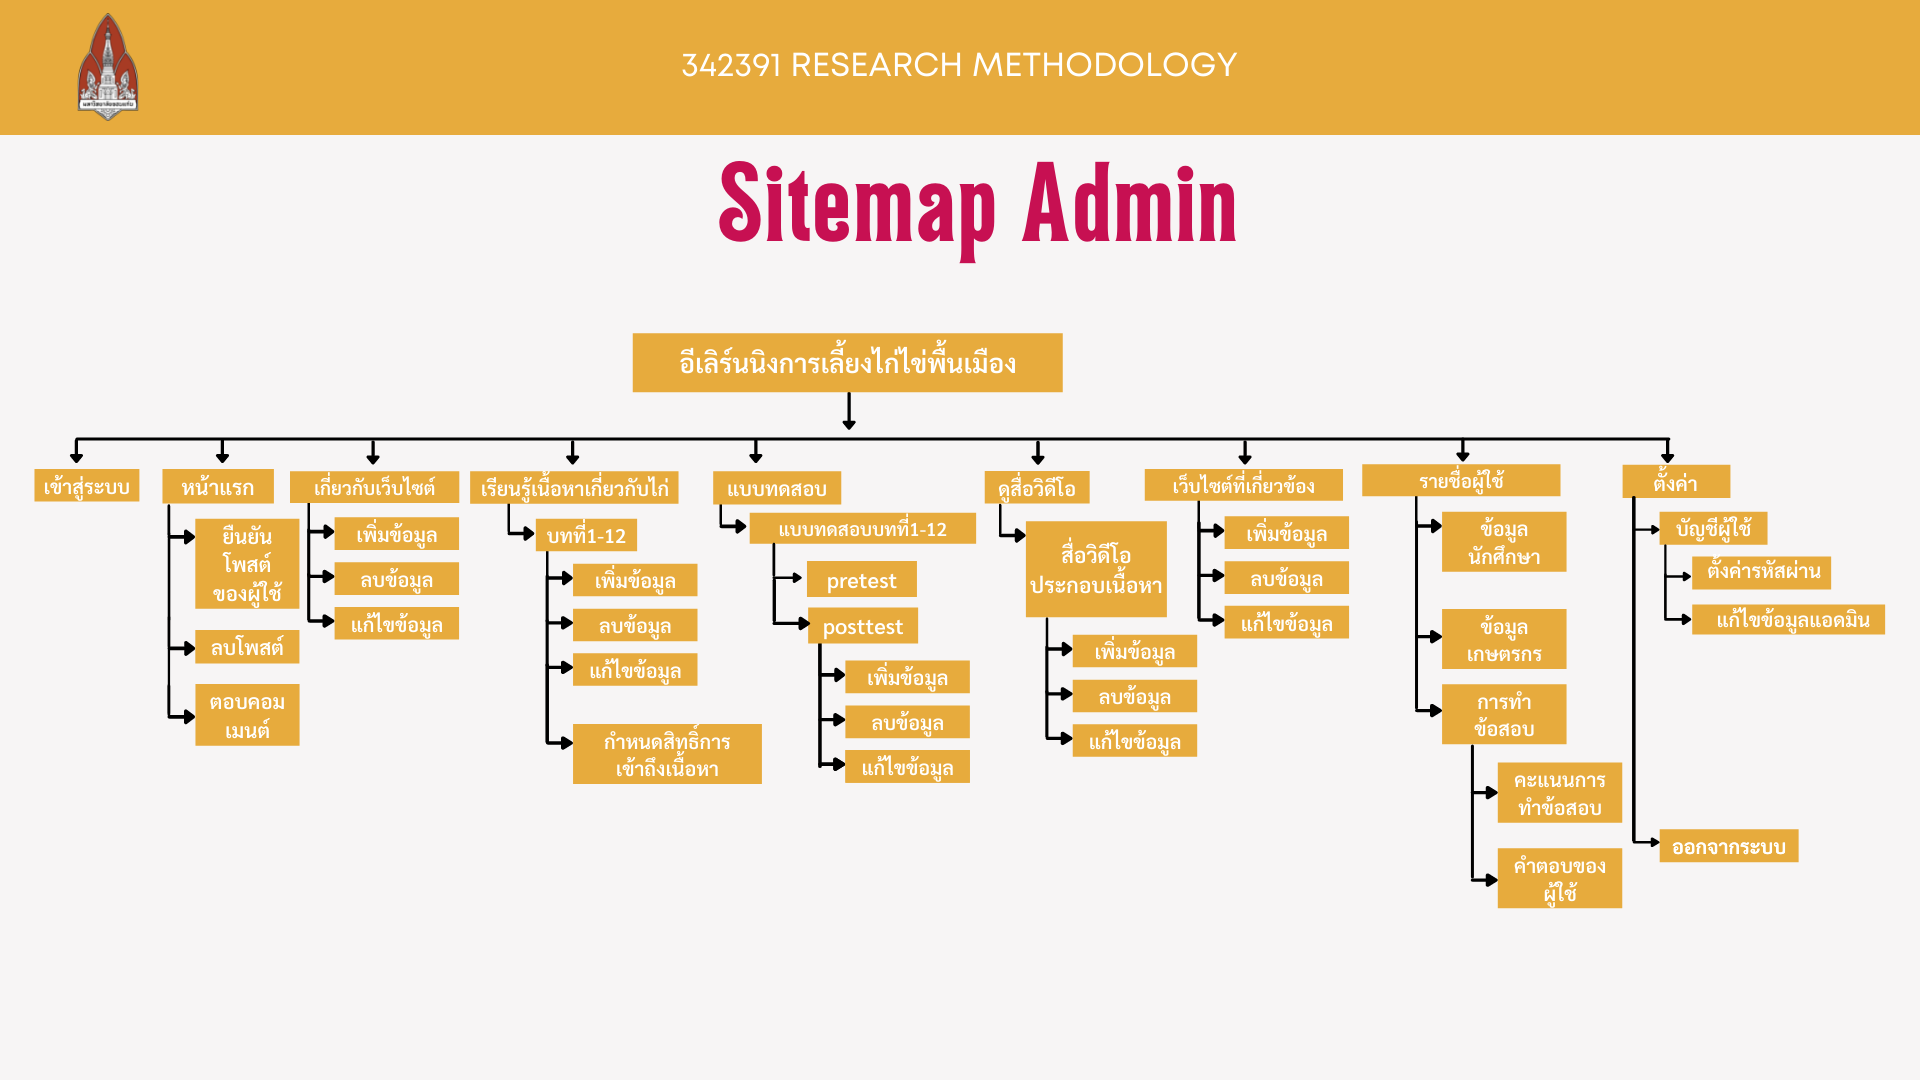 342391 RESEARCH METHODOLOGY
มหาวิทยาลัยขอนแก่น
Sitemap Admin
อีเลิร์นนิงการเลี้ยงไก่ไข่พื้นเมือง
เข้าสู่ระบบ
หน้าแรก
ยืนยัน
โพสต์
ของผู้ใช้
ลบโพสต์
ตอบคอม
เมนต์
เกี่ยวกับเว็บไซต์
เพิ่มข้อมูล
ลบข้อมูล
แก้ไขข้อมูล
เรียนรู้เนื้อหาเกี่ยวกับไก่
บทที่1-12
เพิ่มข้อมูล
ลบข้อมูล
แก้ไขข้อมูล
กำหนดสิทธิ์การ
เข้าถึงเนื้อหา
แบบทดสอบ
แบบทดสอบบทที่1-12
pretest
posttest
เพิ่มข้อมูล
ลบข้อมูล
แก้ไขข้อมูล
ดูสื่อวิดีโอ
สื่อวิดีโอ
ประกอบเนื้อหา
เพิ่มข้อมูล
ลบข้อมูล
แก้ไขข้อมูล
เว็บไซต์ที่เกี่ยวข้อง
เพิ่มข้อมูล
ลบข้อมูล
แก้ไขข้อมูล
รายชื่อผู้ใช้
ข้อมูล
นักศึกษา
ข้อมูล
เกษตรกร
การทำ
ข้อสอบ
คะแนนการ
ทำข้อสอบ
คำตอบของ
ผู้ใช้
ตั้งค่า
บัญชีผู้ใช้
ตั้งค่ารหัสผ่าน
แก้ไขข้อมูลแอดมิน
ออกจากระบบ